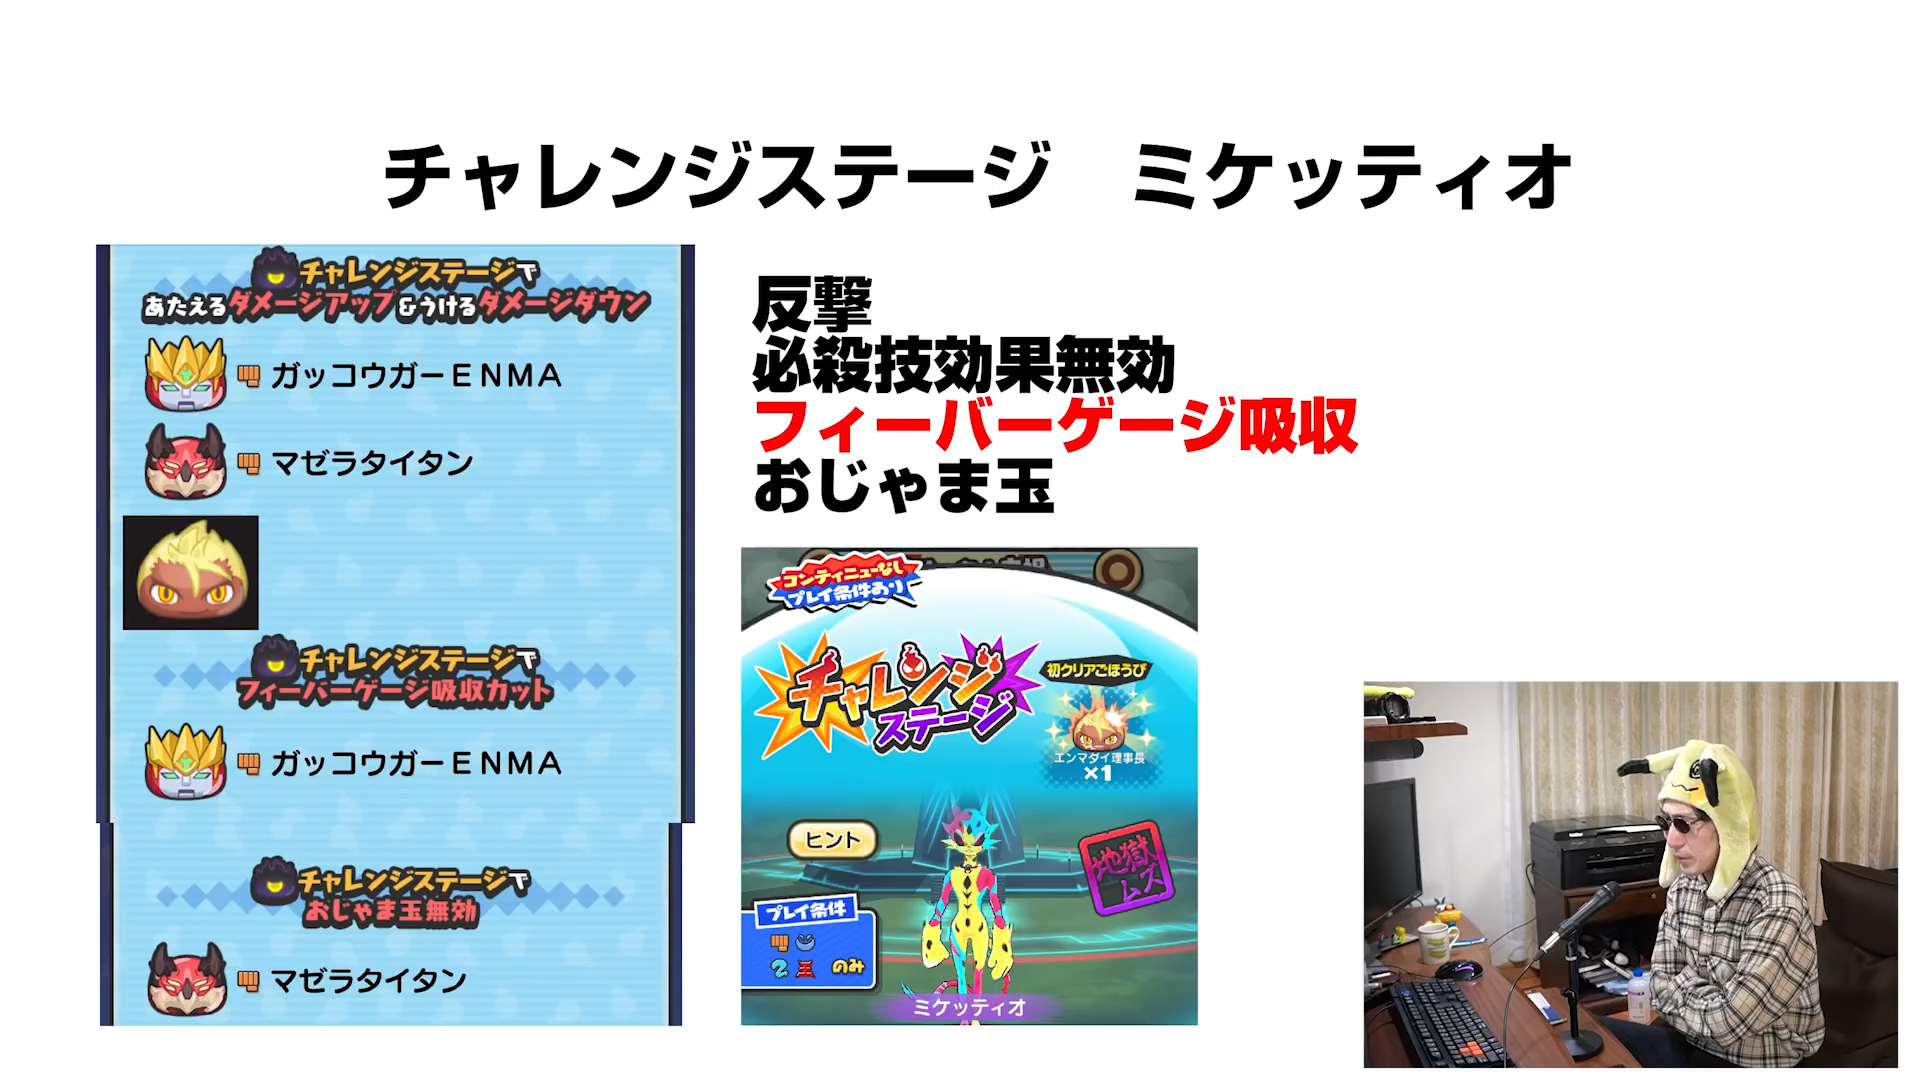 チャレンジステージ　ミケッティオ
チャレンジステージで
あたえるダメージアップ&うけるダメージダウン
ガッコウガーENMA
マゼラタイタン
チャレンジステージで
フィーバーゲージ吸収カット
ガッコウガーENMA
チャレンジステージで
おじゃま玉無効
マゼラタイタン
反撃
必殺技効果無効
フィーバーゲージ吸収
おじゃま玉
コンティニューなし
プレイ条件あり
チャレンジ
ステージ
初クリアごほうび
エンマダイ理事長
×1
ヒント
地獄
ムズ
プレイ条件
のみ
ミケッティオ